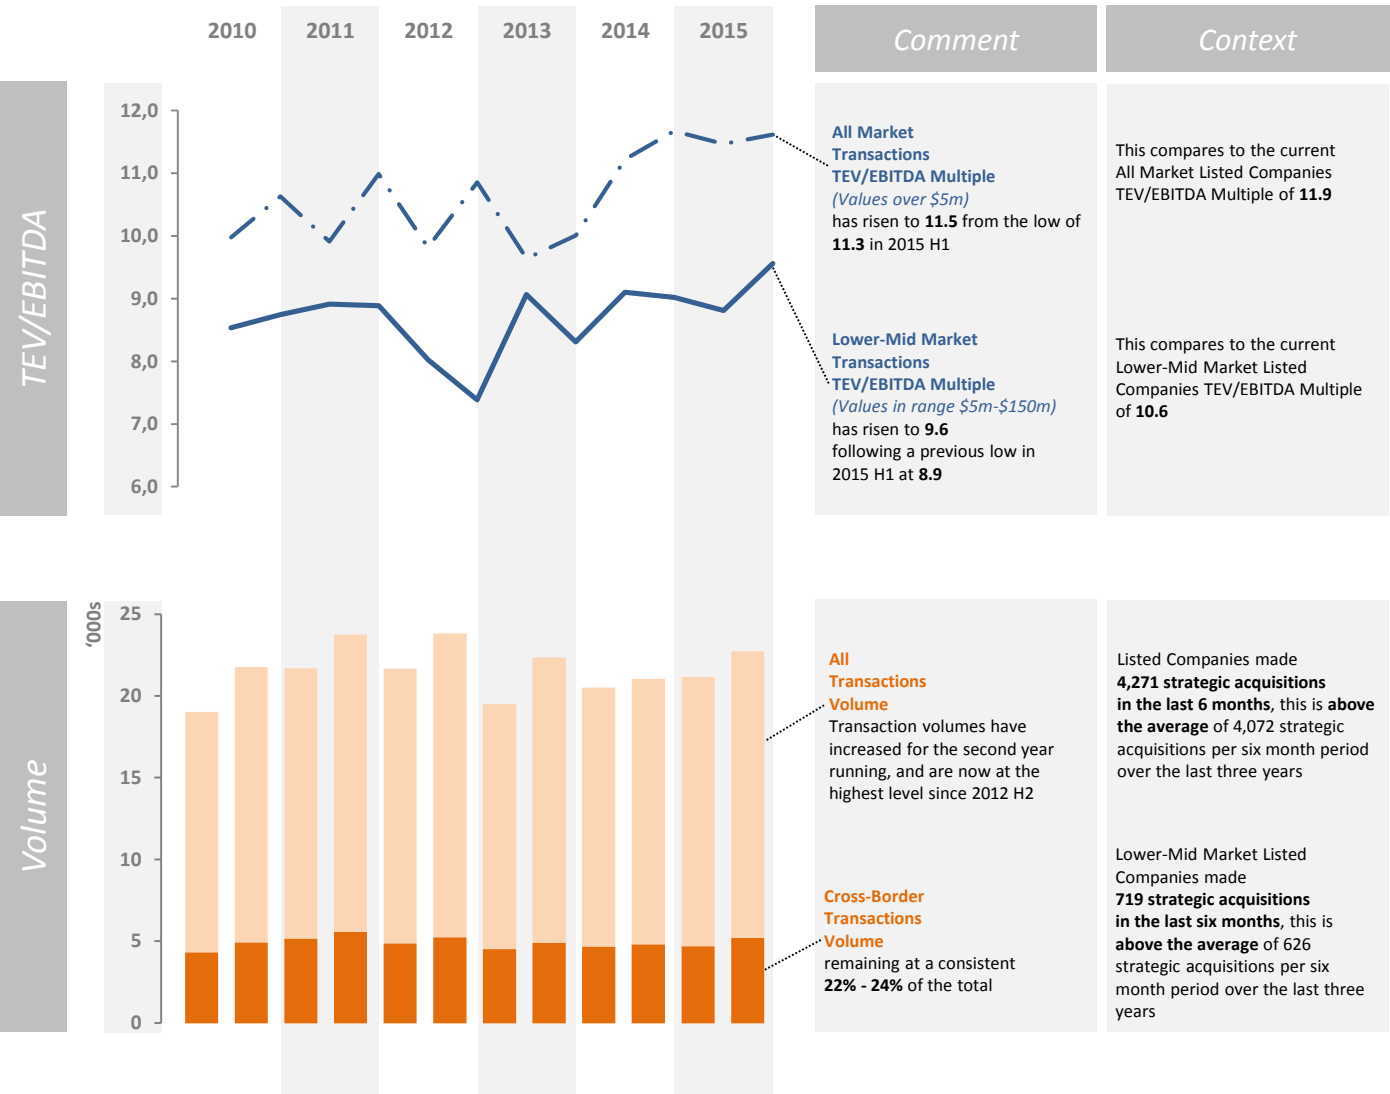 2010
2011
2012
2013
2014
2015
Comment
Context
TEV/EBITDA
12,0
11,0
10,0
9,0
8,0
7,0
6,0
All Market
Transactions
TEV/EBITDA Multiple
(Values over $5m)
has risen to 11.5 from the low of
11.3 in 2015 H1
This compares to the current
All Market Listed Companies
TEV/EBITDA Multiple of 11.9
Lower-Mid Market
Transactions
TEV/EBITDA Multiple
(Values in range $5m-$150m)
has risen to 9.6
following a previous low in
2015 H1 at 8.9
This compares to the current
Lower-Mid Market Listed
Companies TEV/EBITDA Multiple
of 10.6
Volume
'000s
25
20
15
10
5
0
All
Transactions
Volume
Transaction volumes have
increased for the second year
running, and are now at the
highest level since 2012 H2
Listed Companies made
4,271 strategic acquisitions
in the last 6 months, this is above
the average of 4,072 strategic
acquisitions per six month period
over the last three years
Cross-Border
Transactions
Volume
remaining at a consistent
22% - 24% of the total
Lower-Mid Market Listed
Companies made
719 strategic acquisitions
in the last six months, this is
above the average of 626
strategic acquisitions per six
month period over the last three
years